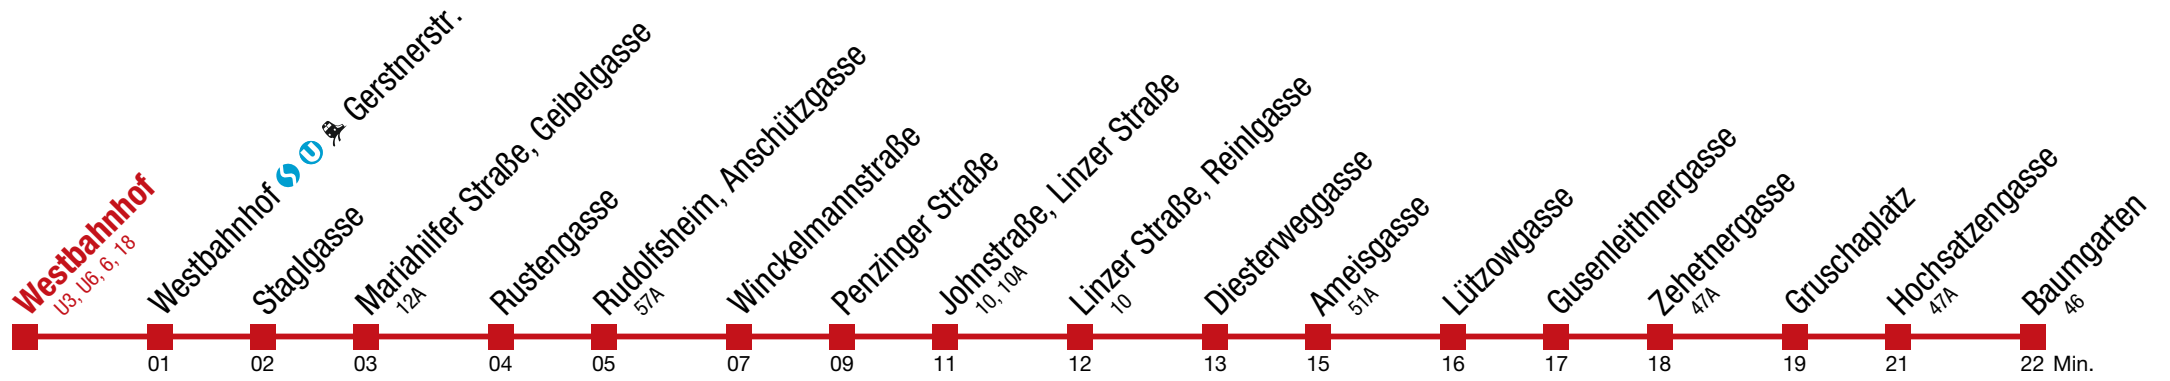 Westbahnhof
U3, U6, 6, 18
Westbahnhof S U Gerstnerstr.
Staglgasse
Mariahilfer Straße, Geibelgasse
12A
Rustengasse
Rudolfsheim, Anschützgasse
57A
Winckelmannstraße
Penzinger Straße
Johnstraße, Linzer Straße
10, 10A
Linzer Straße, Reinlgasse
10
Diesterweggasse
Ameisgasse
51A
Lützowgasse
Gusenleithnergasse
Zehetnergasse
47A
Gruschaplatz
Hochsatzengasse
47A
Baumgarten
46
01 02 03 04 05 07 09 11 12 13 15 16 17 18 19 21 22 Min.